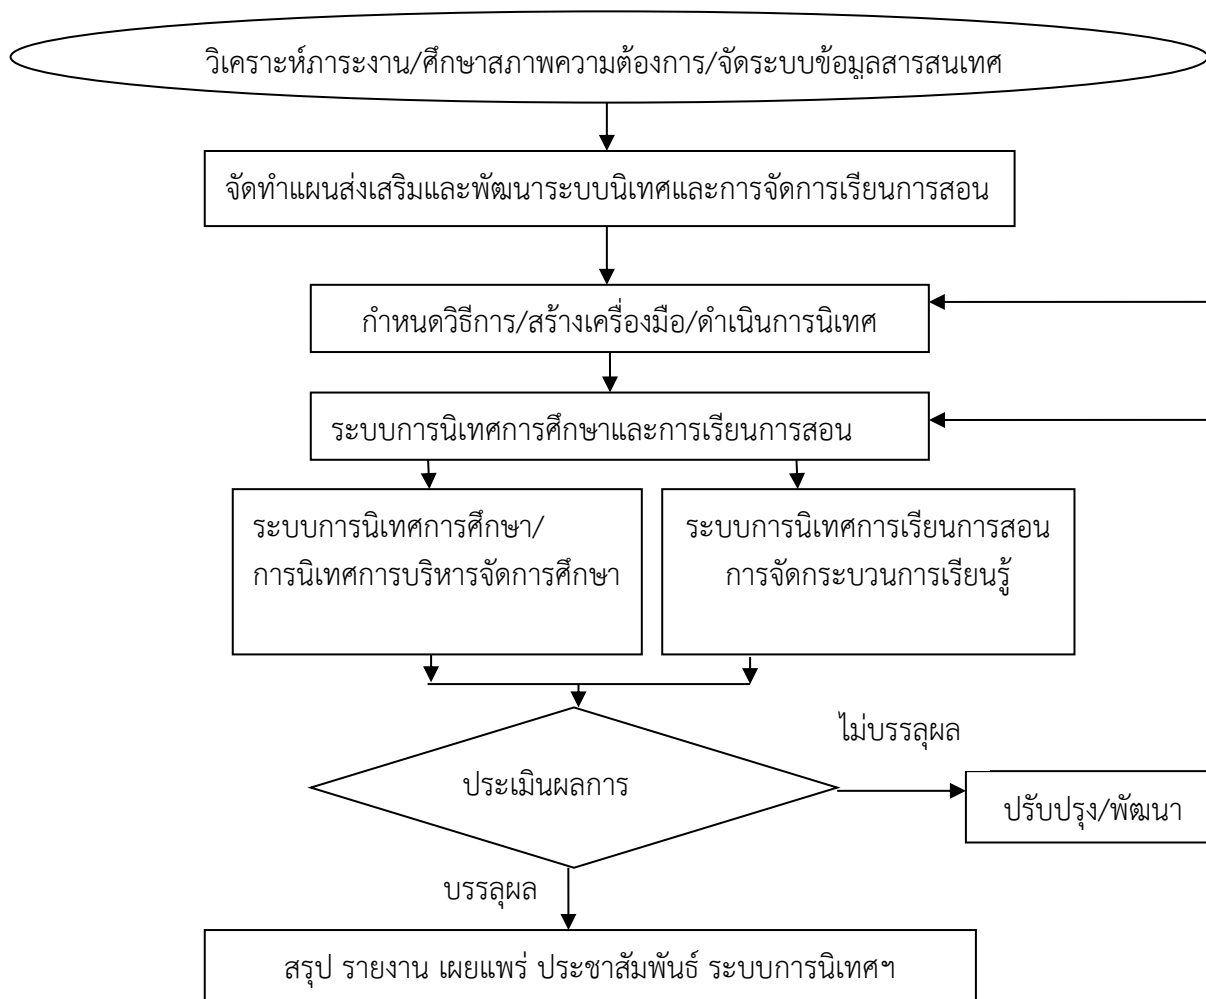 วิเคราะห์ภาระงาน/ศึกษาสภาพความต้องการ/จัดระบบข้อมูลสารสนเทศ
จัดทำแผนส่งเสริมและพัฒนาระบบนิเทศและการจัดการเรียนการสอน
กำหนดวิธีการ/สร้างเครื่องมือ/ดำเนินการนิเทศ
ระบบการนิเทศการศึกษาและการเรียนการสอน
ระบบการนิเทศการศึกษา/
การนิเทศการบริหารจัดการศึกษา
ระบบการนิเทศการเรียนการสอน
การจัดกระบวนการเรียนรู้
ไม่บรรลุผล
ประเมินผลการ
ปรับปรุง/พัฒนา
บรรลุผล
สรุป รายงาน เผยแพร่ ประชาสัมพันธ์ ระบบการนิเทศฯ